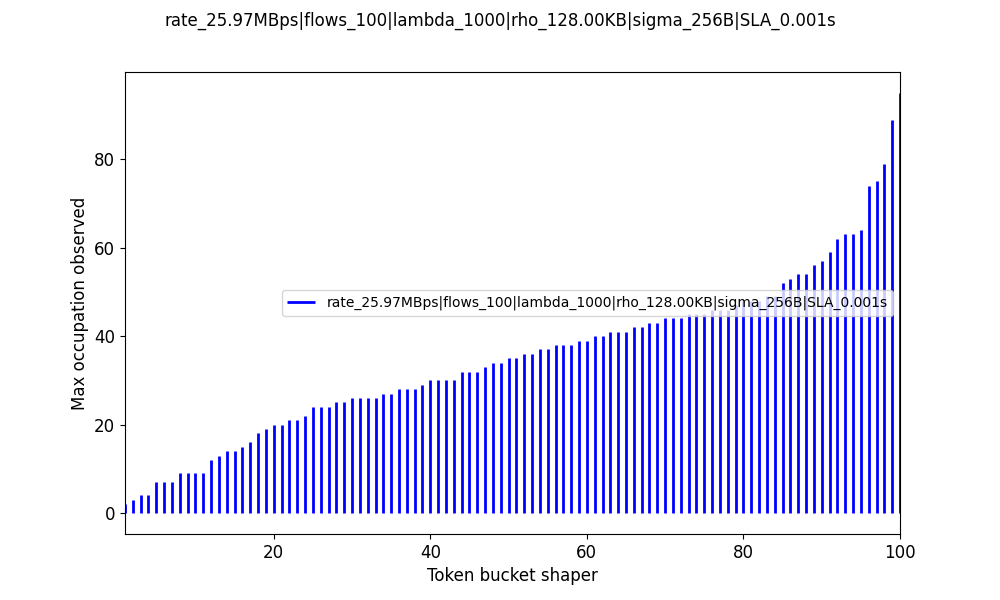 rate_25.97MBps|flows_100|lambda_1000|rho_128.00KB|sigma_256B|SLA_0.001s
80
60
rate_25.97MBps|flows_100|lambda_1000|rho_128.00KB|sigma_256B|SLA_0.001s
40
20
0
Max occupation observed
20 40 60 80 100
Token bucket shaper